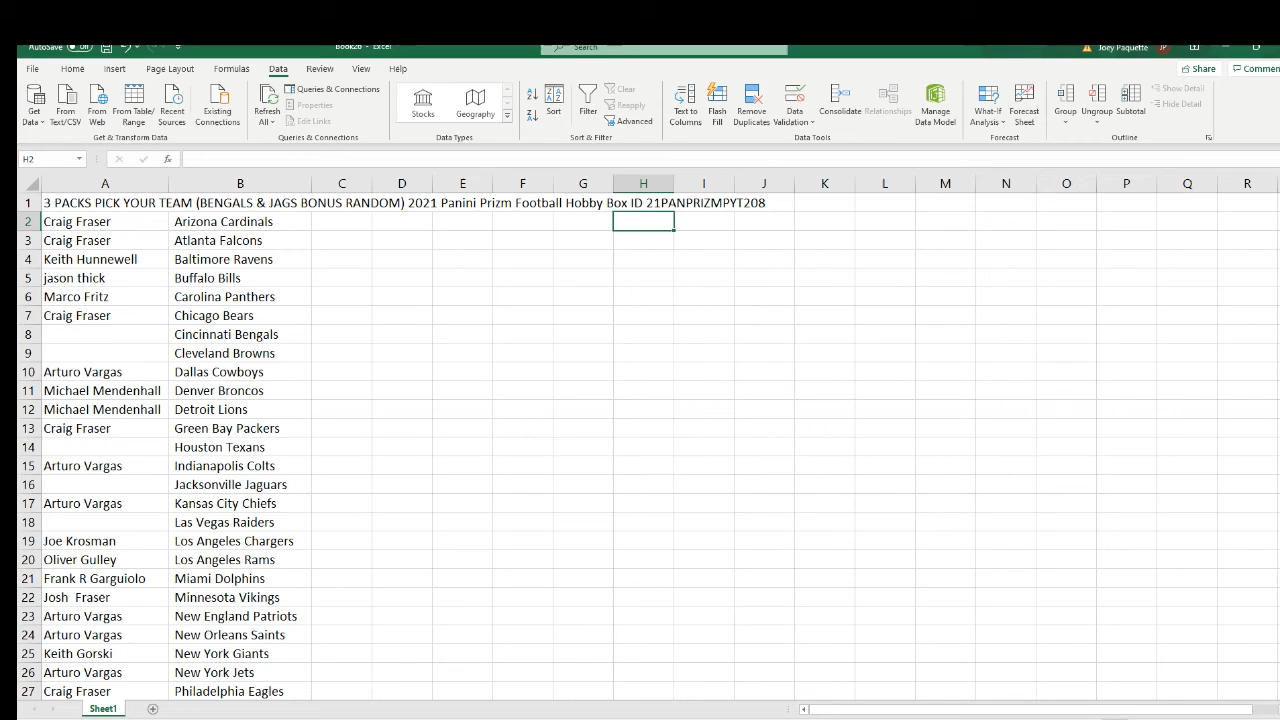 AutoSave Off Book26 - Excel Search Joey Paquette JP
File Home Insert Page Layout Formulas Data Review View Help Share Commen
Get Data From Text/CSV From Web From Table/ Range Recent Sources Existing Connections Refresh All Queries & Connections Properties Edit Links Stocks Geography Sort Filter Clear Reapply Advanced Text to Columns Flash Fill Remove Duplicates Data Validation Consolidate Relationships Manage Data Model What-If Analysis Forecast Sheet Group Ungroup Subtotal Show Detail Hide Detail
Get & Transform Data Queries & Connections Data Types Sort & Filter Data Tools Forecast Outline
H2 fx
A B C D E F G H I J K L M N O P Q R
1 3 PACKS PICK YOUR TEAM (BENGALS & JAGS BONUS RANDOM) 2021 Panini Prizm Football Hobby Box ID 21PANPRIZMPYT208
2 Craig Fraser Arizona Cardinals
3 Craig Fraser Atlanta Falcons
4 Keith Hunnewell Baltimore Ravens
5 jason thick Buffalo Bills
6 Marco Fritz Carolina Panthers
7 Craig Fraser Chicago Bears
8 Cincinnati Bengals
9 Cleveland Browns
10 Arturo Vargas Dallas Cowboys
11 Michael Mendenhall Denver Broncos
12 Michael Mendenhall Detroit Lions
13 Craig Fraser Green Bay Packers
14 Houston Texans
15 Arturo Vargas Indianapolis Colts
16 Jacksonville Jaguars
17 Arturo Vargas Kansas City Chiefs
18 Las Vegas Raiders
19 Joe Krosman Los Angeles Chargers
20 Oliver Gulley Los Angeles Rams
21 Frank R Garguiolo Miami Dolphins
22 Josh Fraser Minnesota Vikings
23 Arturo Vargas New England Patriots
24 Arturo Vargas New Orleans Saints
25 Keith Gorski New York Giants
26 Arturo Vargas New York Jets
27 Craig Fraser Philadelphia Eagles
Sheet1